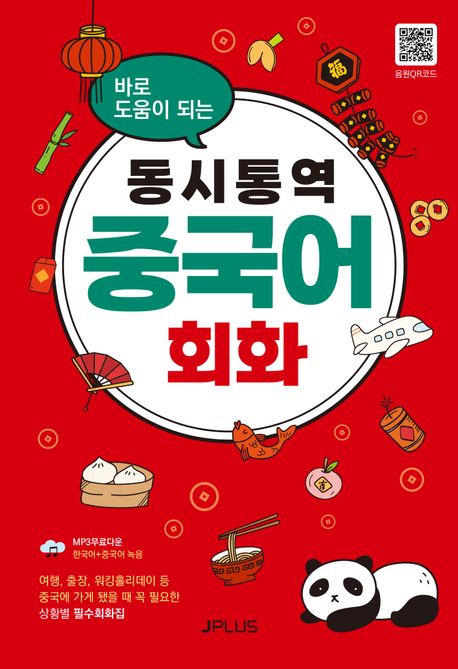 음원QR코드
바로
도움이 되는
福
동시통역
중국어
회화
MP3무료다운
한국어+중국어 녹음
여행, 출장, 워킹홀리데이 등
중국에 가게 됐을 때 꼭 필요한
상황별 필수회화집
JPLUS